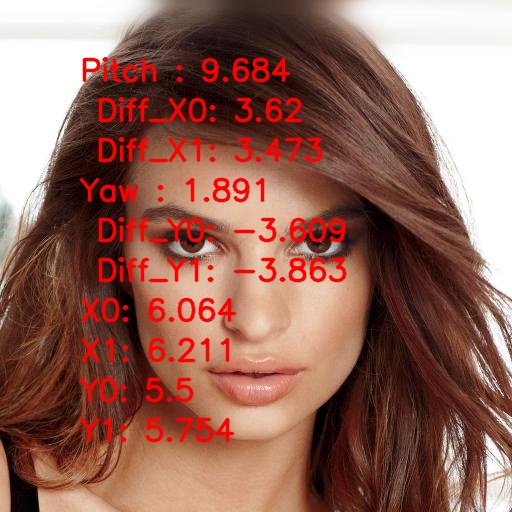 Pitch : 9.684
Diff_X0: 3.62
Diff_X1: 3.473
Yaw : 1.891
Diff_Y0: -3.609
Diff_Y1: -3.863
X0: 6.064
X1: 6.211
Y0: 5.5
Y1: 5.754